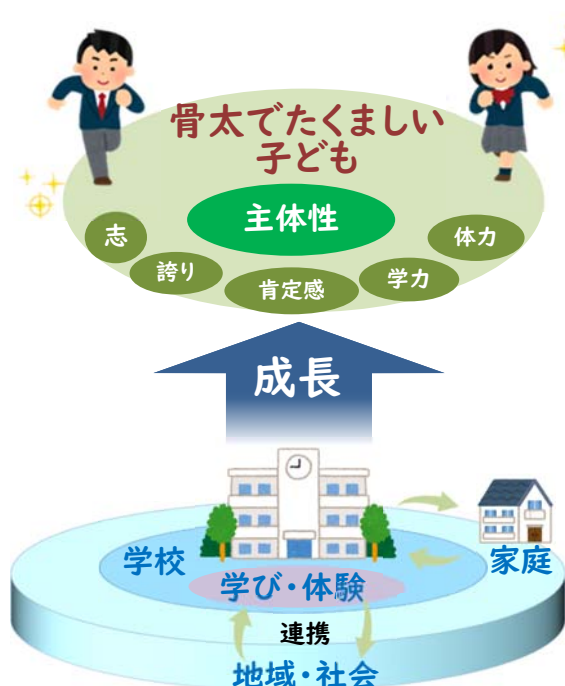 骨太でたくましい
子ども
主体性
志
誇り
肯定感
学力
体力
成長
学校
家庭
学び・体験
連携
地域・社会